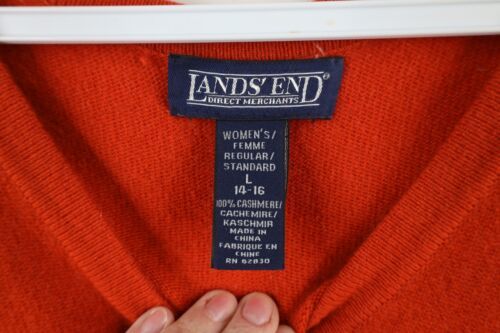 LANDS' END
DIRECT MERCHANTS
WOMEN'S/
FEMME
REGULAR/
STANDARD
L
14-16
100% CASHMERE/
CACHEMIRE/
KASCHMIR
MADE IN
CHINA
FABRIQUE EN
CHINE
RN 62830